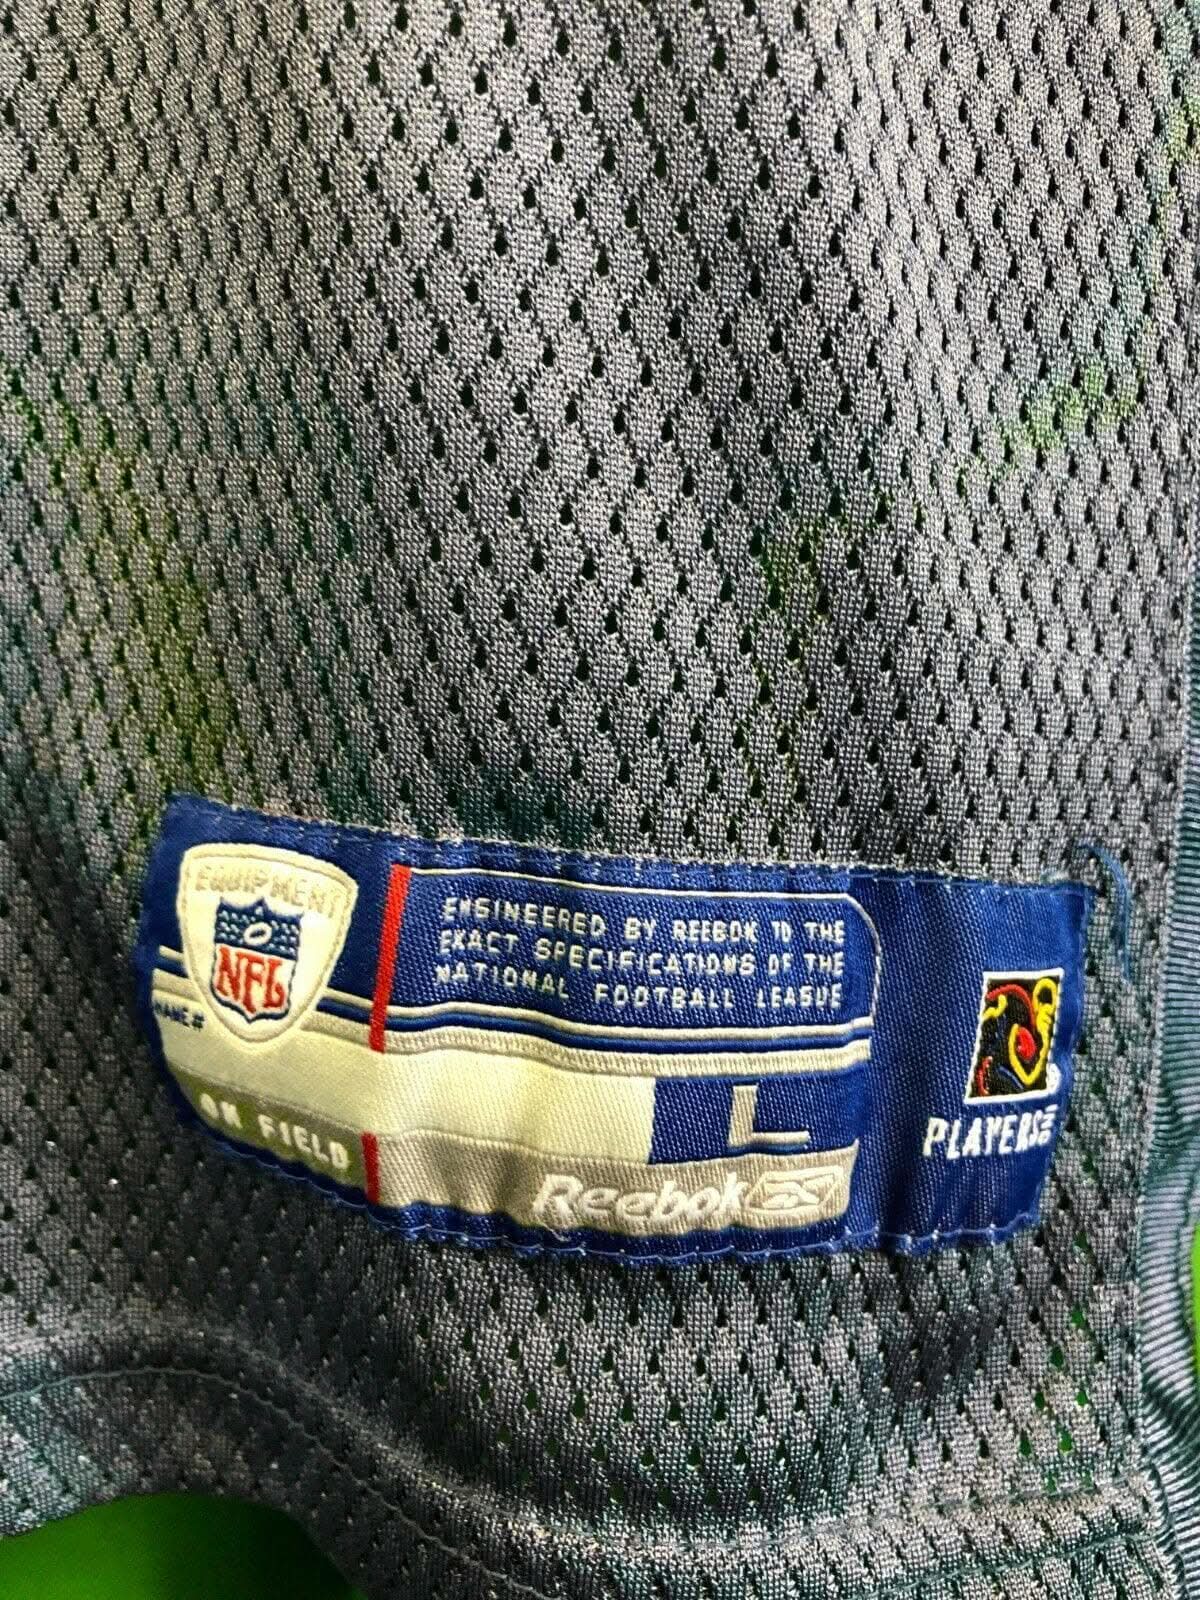 EQUIPMENT
NFL
ENGINEERED BY REEBOK TO THE
EXACT SPECIFICATIONS OF THE
NATIONAL FOOTBALL LEAGUE
NAME #
L
ON FIELD
Reebok
PLAYERS